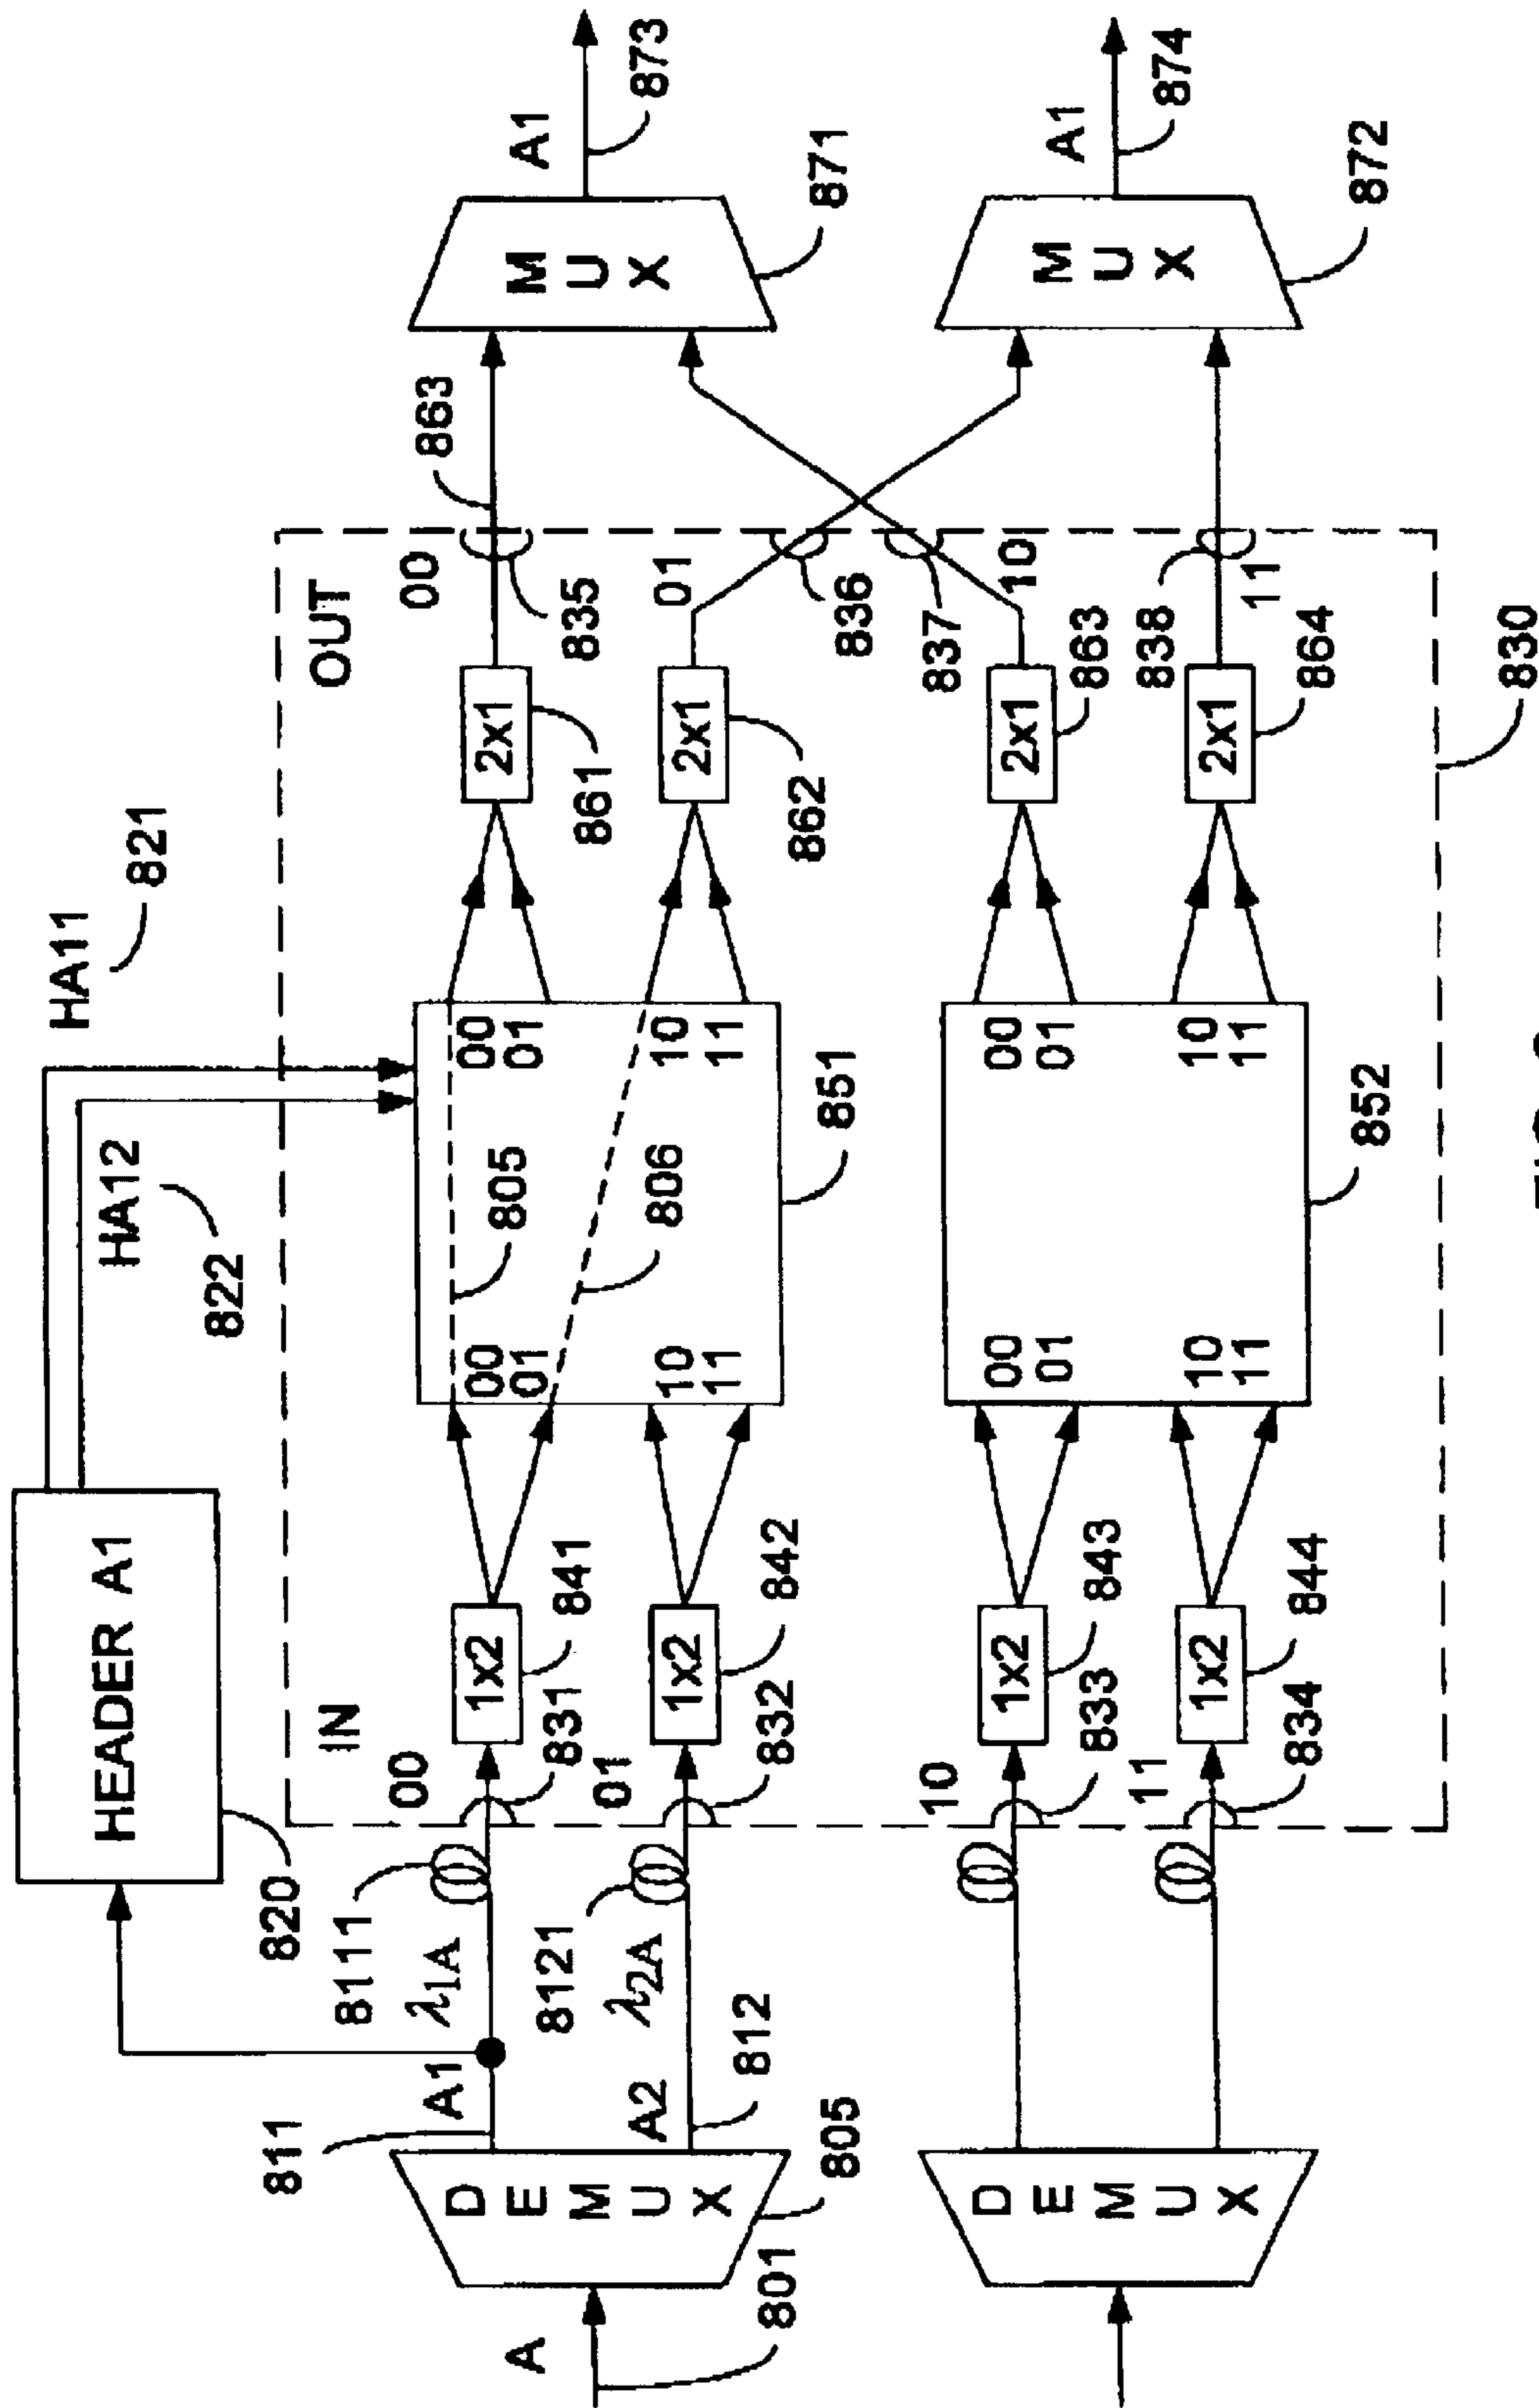 HEADER A1
HA11
821
HA12
822
820
IN
OUT
811
8111
A1
λ1A
00
831
1x2
841
00
01
10
11
805
806
00
01
10
11
851
2x1
861
00
835
863
MUX
A1
873
871
A
801
DEMUX
805
A2
812
8121
λ2A
01
832
1x2
842
2x1
862
01
836
837
10
833
1x2
843
00
01
10
11
00
01
10
11
852
2x1
863
10
MUX
A1
874
872
DEMUX
11
834
1x2
844
2x1
864
838
11
830